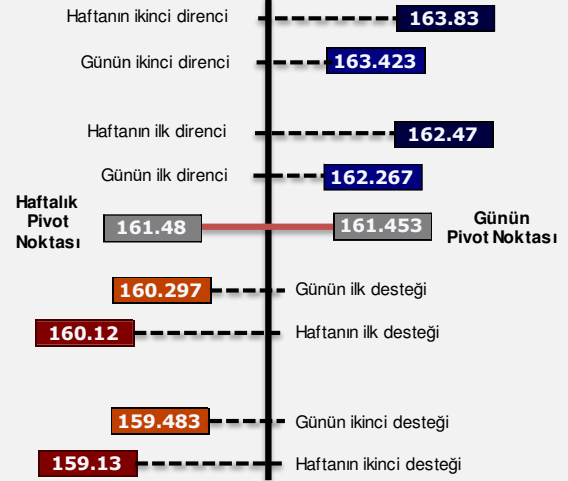 Haftanın ikinci direnci 163.83
Günün ikinci direnci 163.423
Haftanın ilk direnci 162.47
Günün ilk direnci 162.267
Haftalık
Pivot
Noktası
161.48
161.453
Günün
Pivot Noktası
160.297 Günün ilk desteği
160.12 Haftanın ilk desteği
159.483 Günün ikinci desteği
159.13 Haftanın ikinci desteği